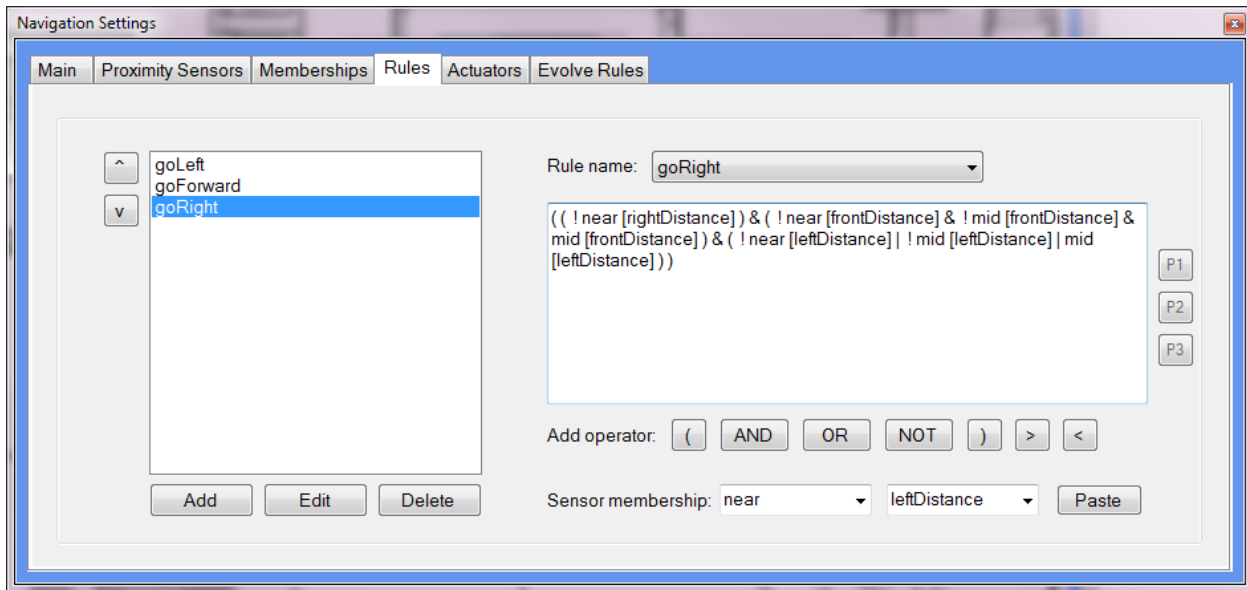 Navigation Settings
Main Proximity Sensors Memberships Rules Actuators Evolve Rules
^
v
goLeft
goForward
goRight
Add Edit Delete
Rule name: goRight
( ( ! near [rightDistance] ) & ( ! near [frontDistance] & ! mid [frontDistance] &
mid [frontDistance] ) & ( ! near [leftDistance] | ! mid [leftDistance] | mid
[leftDistance] ) )
P1
P2
P3
Add operator: ( AND OR NOT ) > <
Sensor membership: near leftDistance Paste